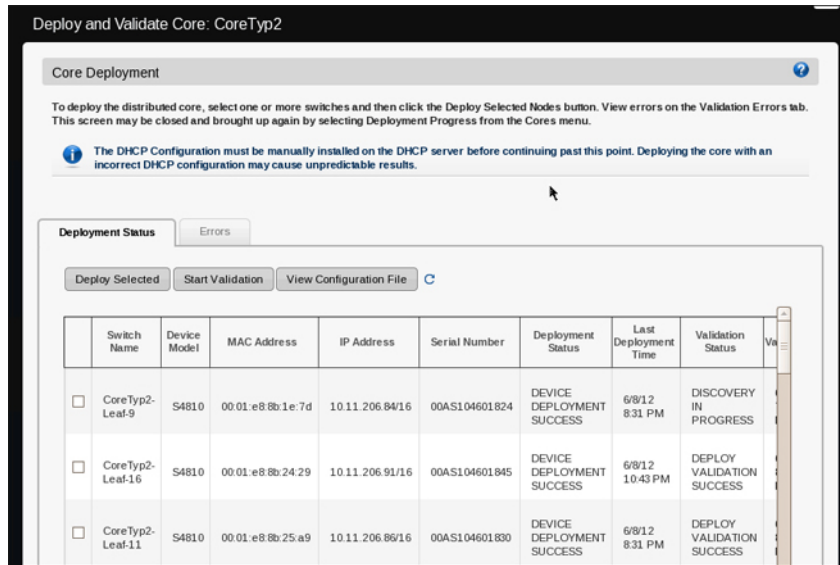 Deploy and Validate Core: CoreTyp2
Core Deployment
To deploy the distributed core, select one or more switches and then click the Deploy Selected Nodes button. View errors on the Validation Errors tab.
This screen may be closed and brought up again by selecting Deployment Progress from the Cores menu.
The DHCP Configuration must be manually installed on the DHCP server before continuing past this point. Deploying the core with an
incorrect DHCP configuration may cause unpredictable results.
Deployment Status Errors
Deploy Selected Start Validation View Configuration File
Switch Name Device Model MAC Address IP Address Serial Number Deployment Status Last Deployment Time Validation Status Va
CoreTyp2-Leaf-9 S4810 00:01:e8:8b:1e:7d 10.11.206.84/16 00AS104601824 DEVICE DEPLOYMENT SUCCESS 6/8/12 8:31 PM DISCOVERY IN PROGRESS
CoreTyp2-Leaf-16 S4810 00:01:e8:8b:24:29 10.11.206.91/16 00AS104601845 DEVICE DEPLOYMENT SUCCESS 6/8/12 10:43 PM DEPLOY VALIDATION SUCCESS
CoreTyp2-Leaf-11 S4810 00:01:e8:8b:25:a9 10.11.206.86/16 00AS104601830 DEVICE DEPLOYMENT SUCCESS 6/8/12 8:31 PM DEPLOY VALIDATION SUCCESS